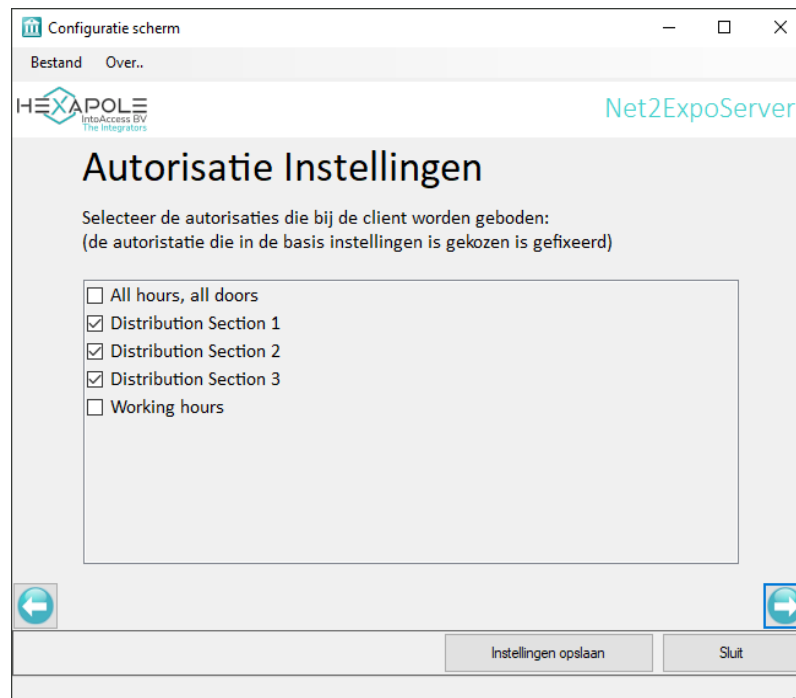 Configuratie scherm
Bestand Over..
HEXAPOLE
IntoAccess BV
The Integrators
Net2ExpoServer
Autorisatie Instellingen
Selecteer de autorisaties die bij de client worden geboden:
(de autoristatie die in de basis instellingen is gekozen is gefixeerd)
All hours, all doors
Distribution Section 1
Distribution Section 2
Distribution Section 3
Working hours
Instellingen opslaan Sluit